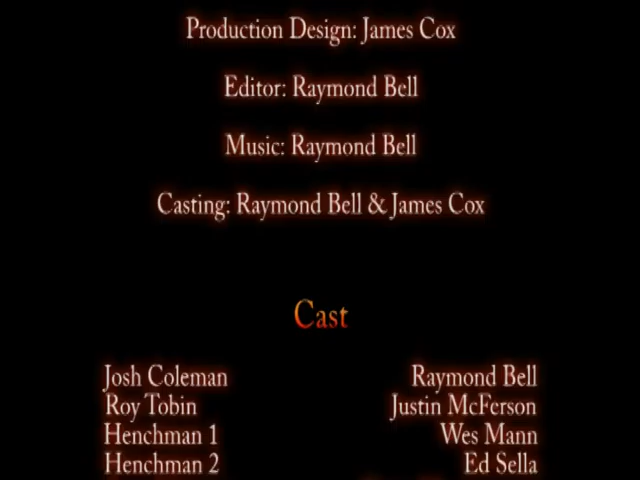 Production Design: James Cox
Editor: Raymond Bell
Music: Raymond Bell
Casting: Raymond Bell & James Cox
Cast
Josh Coleman Raymond Bell
Roy Tobin Justin McFerson
Henchman 1 Wes Mann
Henchman 2 Ed Sella